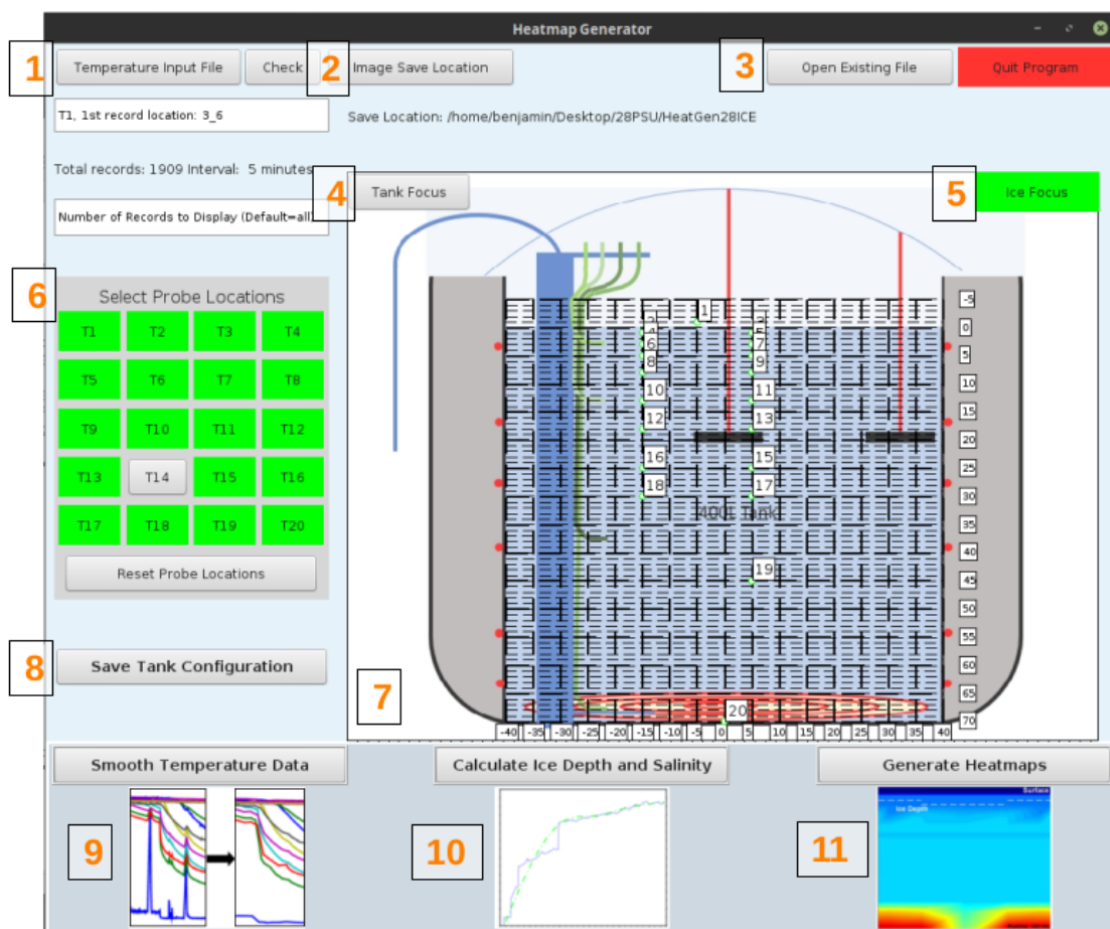 Heatmap Generator
1 Temperature Input File Check 2 Image Save Location 3 Open Existing File Quit Program
T1, 1st record location: 3_6 Save Location: /home/benjamin/Desktop/28PSU/HeatGen28ICE
Total records: 1909 Interval: 5 minutes
4 Tank Focus 5 Ice Focus
Number of Records to Display (Default=all)
6
Select Probe Locations
T1 T2 T3 T4
T5 T6 T7 T8
T9 T10 T11 T12
T13 T14 T15 T16
T17 T18 T19 T20
Reset Probe Locations
8 Save Tank Configuration
7
1
6 7
8 9
10 11
12 13
16 15
18 17
400L Tank
19
20
-5
0
5
10
15
20
25
30
35
40
45
50
55
60
65
70
-40 -35 -30 -25 -20 -15 -10 -5 0 5 10 15 20 25 30 35 40
Smooth Temperature Data Calculate Ice Depth and Salinity Generate Heatmaps
9 10 11
Surface
Ice Depth